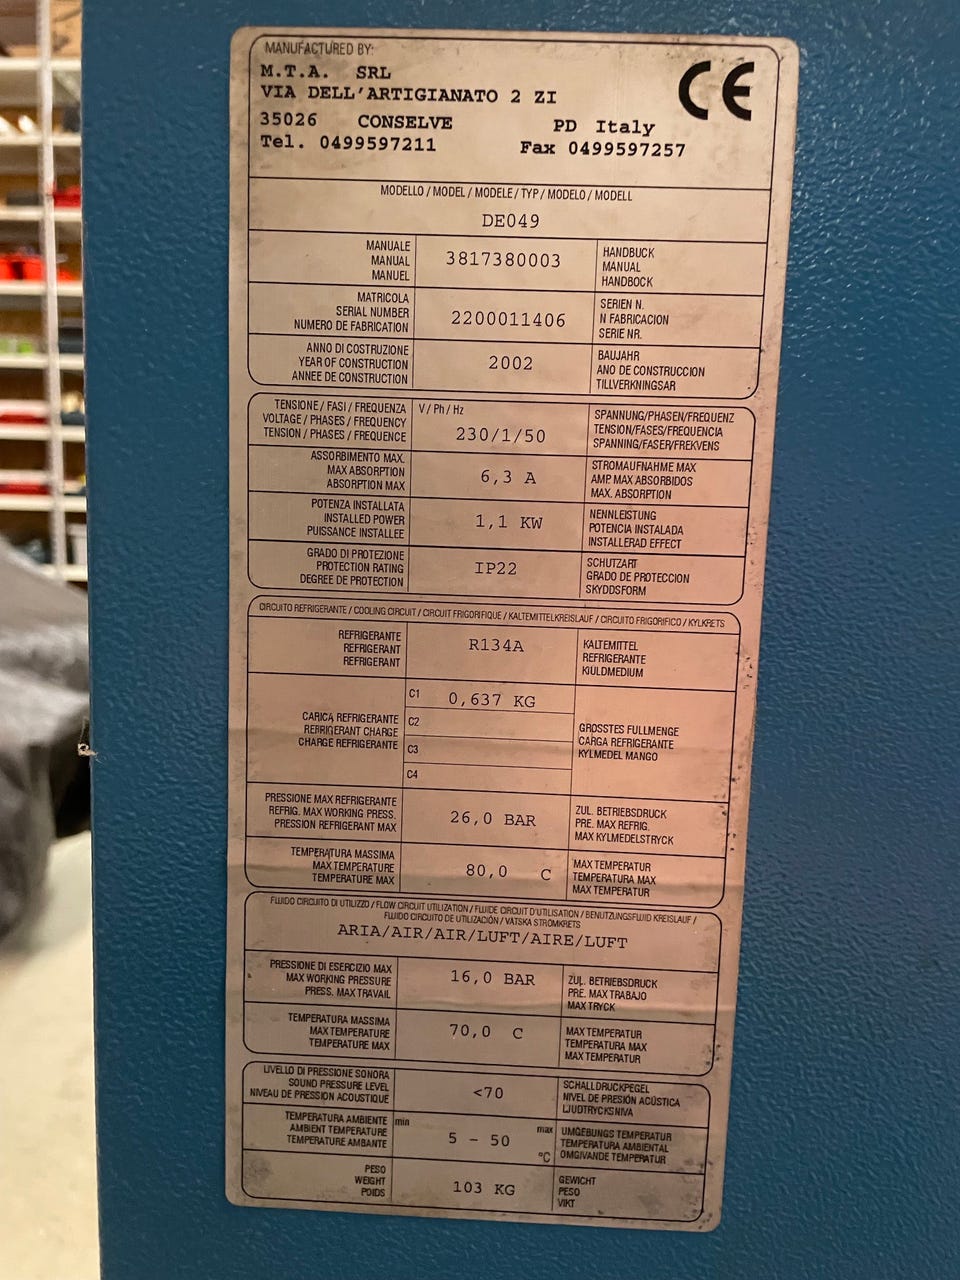 MANUFACTURED BY:
M.T.A. SRL
VIA DELL'ARTIGIANATO 2 ZI
35026 CONSELVE PD Italy
Tel. 0499597211 Fax 0499597257
CE
MODELLO / MODEL / MODELE / TYP / MODELO / MODELL
DE049
MANUALE
MANUAL
MANUEL
3817380003
HANDBUCK
MANUAL
HANDBOCK
MATRICOLA
SERIAL NUMBER
NUMERO DE FABRICATION
2200011406
SERIEN N.
N FABRICACION
SERIE NR.
ANNO DI COSTRUZIONE
YEAR OF CONSTRUCTION
ANNEE DE CONSTRUCTION
2002
BAUJAHR
ANO DE CONSTRUCCION
TILLVERKNINGSAR
TENSIONE / FASI / FREQUENZA
VOLTAGE / PHASES / FREQUENCY
TENSION / PHASES / FREQUENCE
V / Ph / Hz
230/1/50
SPANNUNG/PHASEN/FREQUENZ
TENSION/FASES/FREQUENCIA
SPANNING/FASER/FREKVENS
ASSORBIMENTO MAX.
MAX ABSORPTION
ABSORPTION MAX
6,3 A
STROMAUFNAHME MAX
AMP MAX ABSORBIDOS
MAX. ABSORPTION
POTENZA INSTALLATA
INSTALLED POWER
PUISSANCE INSTALLEE
1,1 KW
NENNLEISTUNG
POTENCIA INSTALADA
INSTALLERAD EFFECT
GRADO DI PROTEZIONE
PROTECTION RATING
DEGREE DE PROTECTION
IP22
SCHUTZART
GRADO DE PROTECCION
SKYDDSFORM
CIRCUITO REFRIGERANTE / COOLING CIRCUIT / CIRCUIT FRIGORIFIQUE / KALTEMITTELKREISLAUF / CIRCUITO FRIGORIFICO / KYLKRETS
REFRIGERANTE
REFRIGERANT
REFRIGERANT
R134A
KALTEMITTEL
REFRIGERANTE
KIULDMEDIUM
CARICA REFRIGERANTE
REFRIGERANT CHARGE
CHARGE REFRIGERANTE
C1 0,637 KG
C2
C3
C4
GROSSTES FULLMENGE
CARGA REFRIGERANTE
KYLMEDEL MANGO
PRESSIONE MAX REFRIGERANTE
REFRIG. MAX WORKING PRESS.
PRESSION REFRIGERANT MAX
26,0 BAR
ZUL. BETRIEBSDRUCK
PRE. MAX REFRIG.
MAX KYLMEDELSTRYCK
TEMPERATURA MASSIMA
MAX TEMPERATURE
TEMPERATURE MAX
80,0 C
MAX TEMPERATUR
TEMPERATURA MAX
MAX TEMPERATUR
FLUIDO CIRCUITO DI UTILIZZO / FLOW CIRCUIT UTILIZATION / FLUIDE CIRCUIT D'UTILISATION / BENUTZUNGSFLUID KREISLAUF /
FLUIDO CIRCUITO DE UTILIZACIÓN / VATSKA STROMKRETS
ARIA/AIR/AIR/LUFT/AIRE/LUFT
PRESSIONE DI ESERCIZIO MAX
MAX WORKING PRESSURE
PRESS. MAX TRAVAIL
16,0 BAR
ZUL. BETRIEBSDRUCK
PRE. MAX TRABAJO
MAX TRYCK
TEMPERATURA MASSIMA
MAX TEMPERATURE
TEMPERATURE MAX
70,0 C
MAX TEMPERATUR
TEMPERATURA MAX
MAX TEMPERATUR
LIVELLO DI PRESSIONE SONORA
SOUND PRESSURE LEVEL
NIVEAU DE PRESSION ACOUSTIQUE
<70
SCHALLDRUCKPEGEL
NIVEL DE PRESIÓN ACÚSTICA
LJUDTRYCKSNIVA
TEMPERATURA AMBIENTE
AMBIENT TEMPERATURE
TEMPERATURE AMBANTE
min 5 - 50 max °C
UMGEBUNGS TEMPERATUR
TEMPERATURA AMBIENTAL
OMGIVANDE TEMPERATUR
PESO
WEIGHT
POIDS
103 KG
GEWICHT
PESO
VIKT